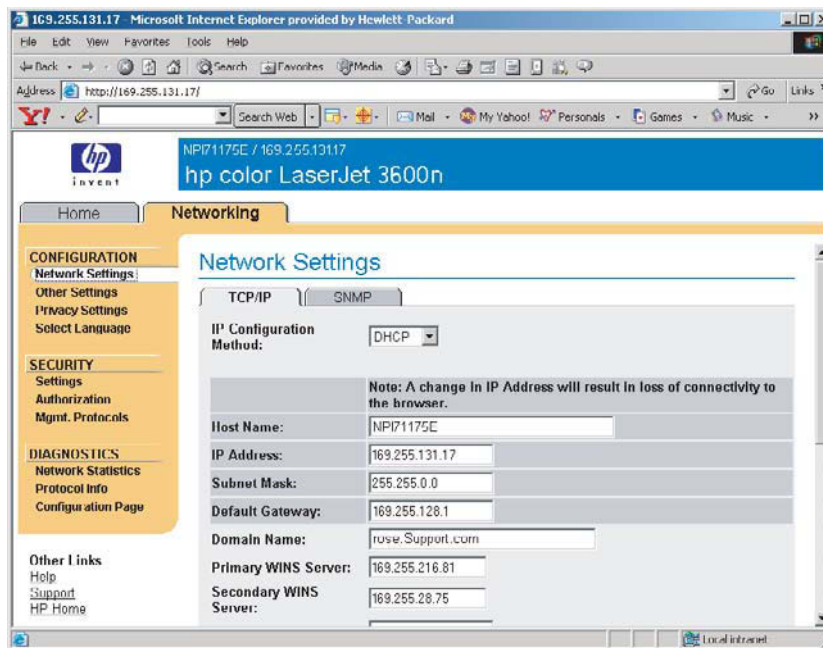 169.255.131.17 - Microsoft Internet Explorer provided by Hewlett-Packard
File Edit View Favorites Tools Help
Back Search Favorites Media
Address http://169.255.131.17/ Go Links
Y! Search Web Mail My Yahoo! Personals Games Music »
hp
invent
NPI71175E / 169.255.131.17
hp color LaserJet 3600n
Home Networking
CONFIGURATION
Network Settings
Other Settings
Privacy Settings
Select Language
SECURITY
Settings
Authorization
Mgmt. Protocols
DIAGNOSTICS
Network Statistics
Protocol Info
Configuration Page
Other Links
Help
Support
HP Home
Network Settings
TCP/IP SNMP
IP Configuration Method: DHCP
Note: A change in IP Address will result in loss of connectivity to
the browser.
Host Name: NPI71175E
IP Address: 169.255.131.17
Subnet Mask: 255.255.0.0
Default Gateway: 169.255.128.1
Domain Name: rose.Support.com
Primary WINS Server: 169.255.216.81
Secondary WINS Server: 169.255.28.75
Local intranet